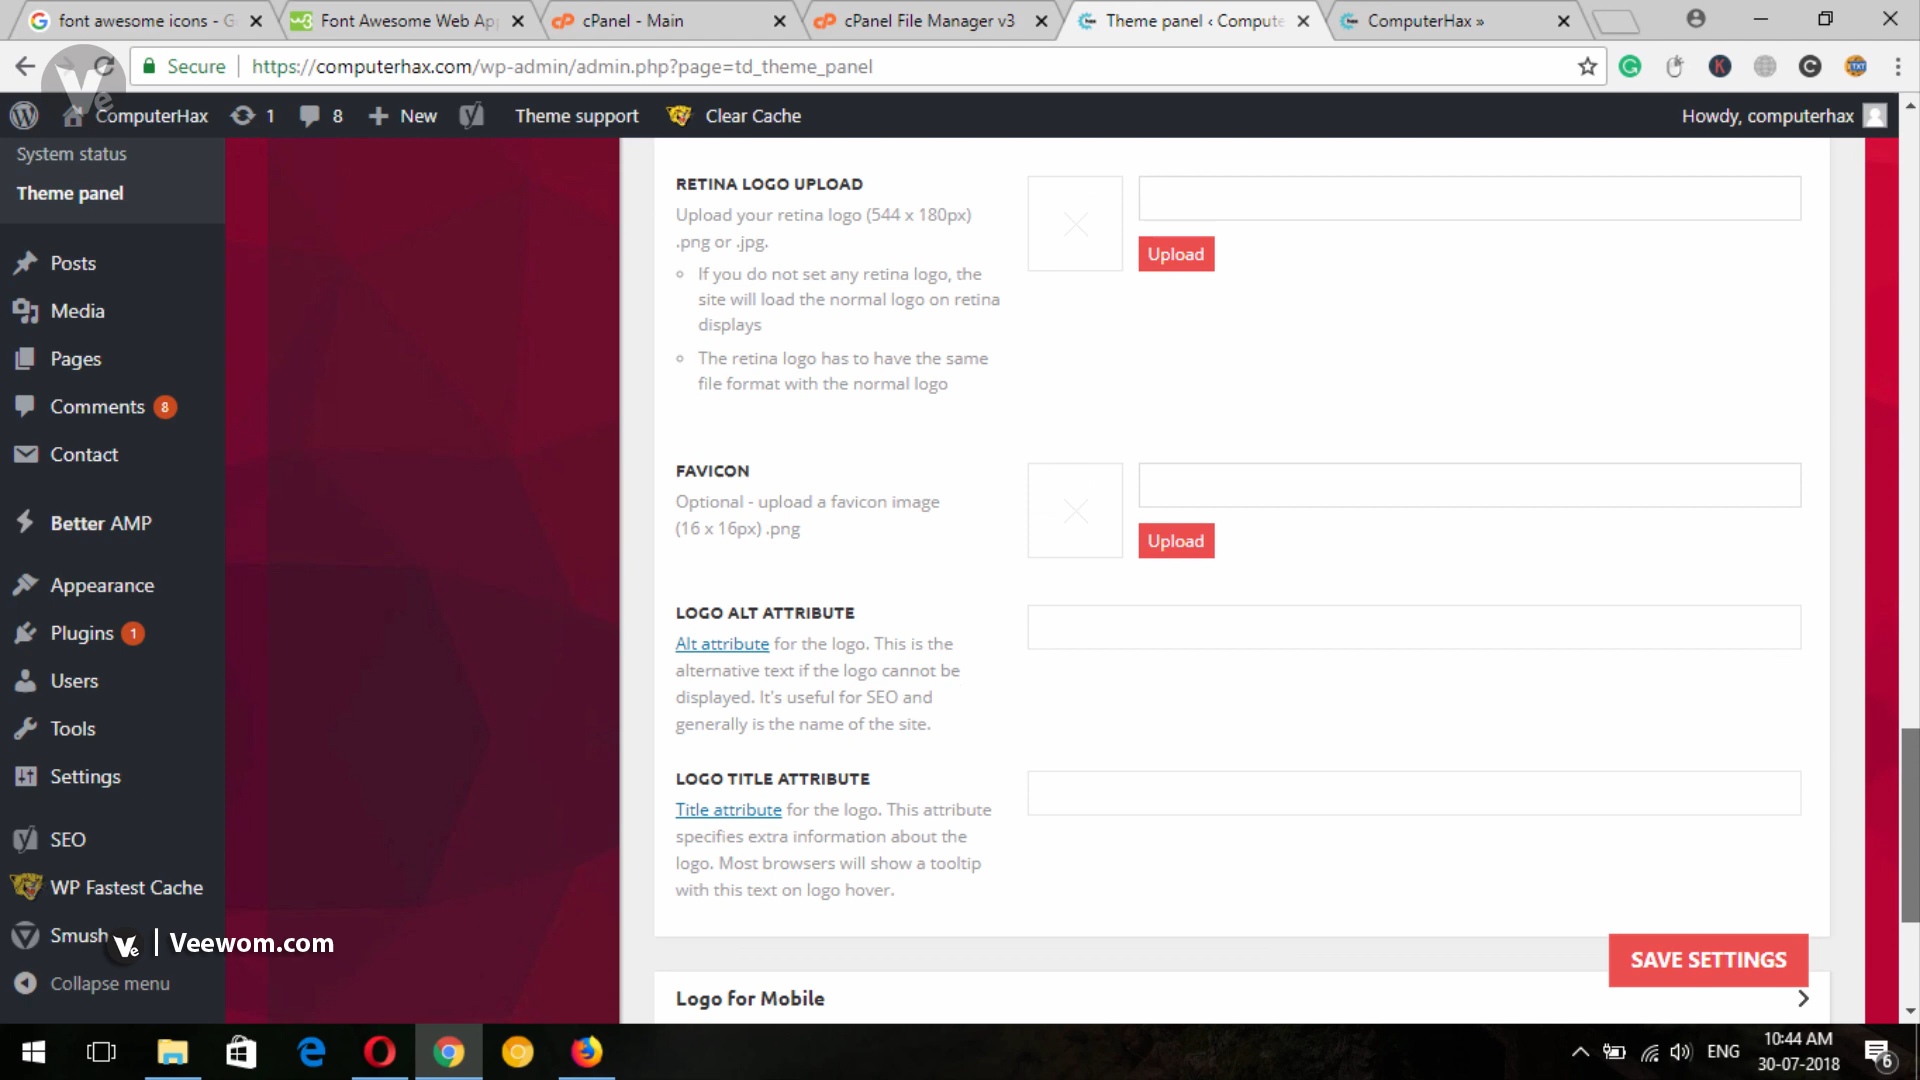 font awesome icons - G
Font Awesome Web App
cPanel - Main
cPanel File Manager v3
Theme panel ‹ Compute
ComputerHax »
Secure
https://computerhax.com/wp-admin/admin.php?page=td_theme_panel
ComputerHax
1
8
New
Theme support
Clear Cache
Howdy, computerhax
System status
Theme panel
Posts
Media
Pages
Comments 8
Contact
Better AMP
Appearance
Plugins 1
Users
Tools
Settings
SEO
WP Fastest Cache
Smush
Collapse menu
Ve | Veewom.com
RETINA LOGO UPLOAD
Upload your retina logo (544 x 180px)
.png or .jpg.
If you do not set any retina logo, the
site will load the normal logo on retina
displays
The retina logo has to have the same
file format with the normal logo
Upload
FAVICON
Optional - upload a favicon image
(16 x 16px) .png
Upload
LOGO ALT ATTRIBUTE
Alt attribute for the logo. This is the
alternative text if the logo cannot be
displayed. It's useful for SEO and
generally is the name of the site.
LOGO TITLE ATTRIBUTE
Title attribute for the logo. This attribute
specifies extra information about the
logo. Most browsers will show a tooltip
with this text on logo hover.
SAVE SETTINGS
Logo for Mobile
ENG
10:44 AM
30-07-2018
6